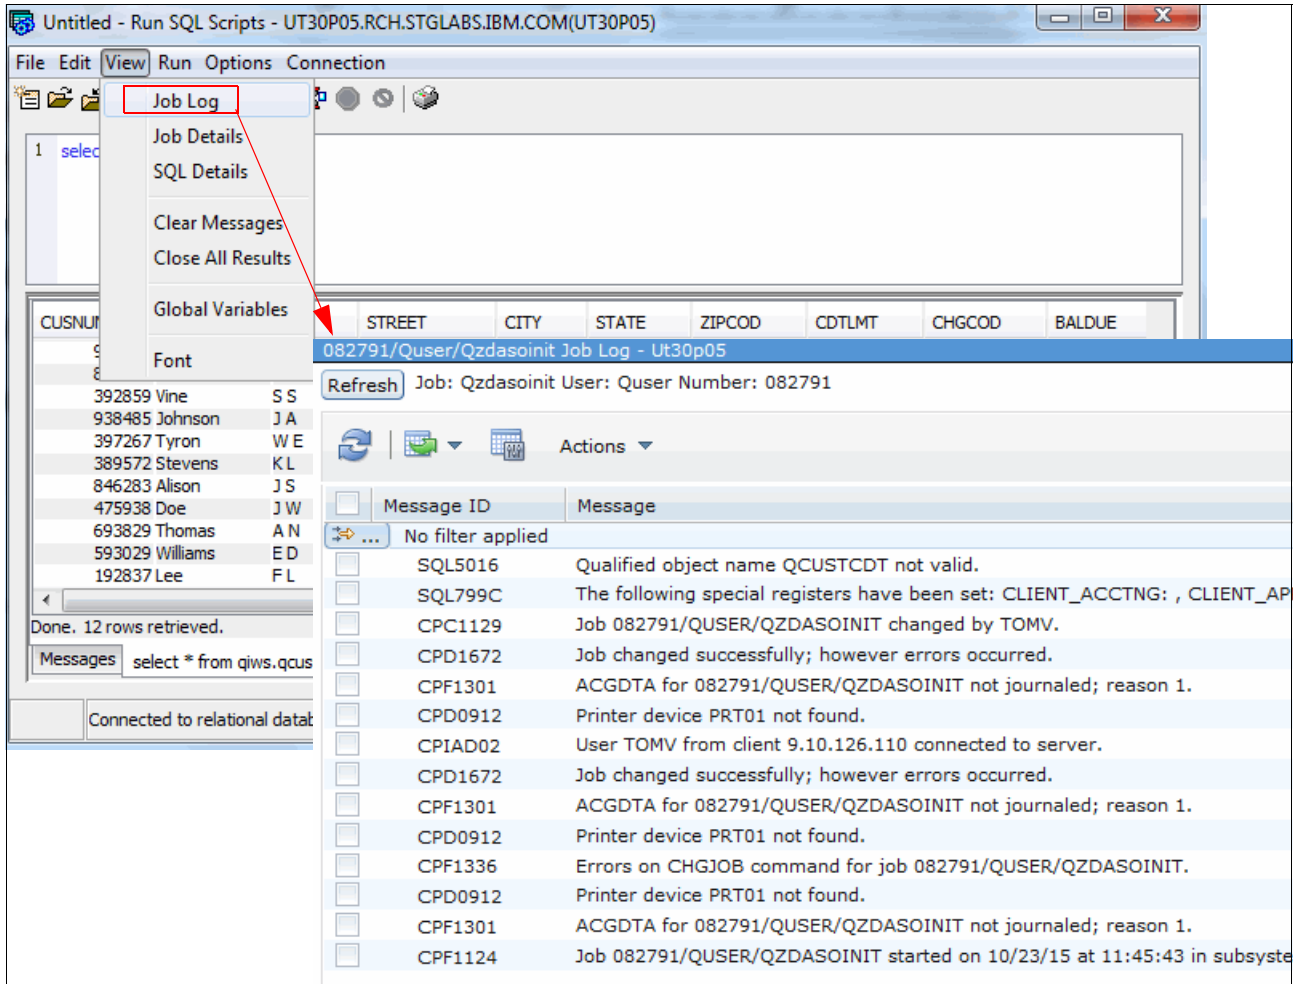 Untitled - Run SQL Scripts - UT30P05.RCH.STGLABS.IBM.COM(UT30P05)
File Edit View Run Options Connection
Job Log
Job Details
SQL Details
Clear Messages
Close All Results
Global Variables
Font
1 selec
CUSNUM STREET CITY STATE ZIPCOD CDTLMT CHGCOD BALDUE
9
8
392859 Vine S S
938485 Johnson J A
397267 Tyron W E
389572 Stevens K L
846283 Alison J S
475938 Doe J W
693829 Thomas A N
593029 Williams E D
192837 Lee F L
Done. 12 rows retrieved.
Messages select * from qiws.qcus
Connected to relational datab
082791/Quser/Qzdasoinit Job Log - Ut30p05
Refresh Job: Qzdasoinit User: Quser Number: 082791
Actions
Message ID Message
... No filter applied
SQL5016 Qualified object name QCUSTCDT not valid.
SQL799C The following special registers have been set: CLIENT_ACCTNG: , CLIENT_API
CPC1129 Job 082791/QUSER/QZDASOINIT changed by TOMV.
CPD1672 Job changed successfully; however errors occurred.
CPF1301 ACGDTA for 082791/QUSER/QZDASOINIT not journaled; reason 1.
CPD0912 Printer device PRT01 not found.
CPIAD02 User TOMV from client 9.10.126.110 connected to server.
CPD1672 Job changed successfully; however errors occurred.
CPF1301 ACGDTA for 082791/QUSER/QZDASOINIT not journaled; reason 1.
CPD0912 Printer device PRT01 not found.
CPF1336 Errors on CHGJOB command for job 082791/QUSER/QZDASOINIT.
CPD0912 Printer device PRT01 not found.
CPF1301 ACGDTA for 082791/QUSER/QZDASOINIT not journaled; reason 1.
CPF1124 Job 082791/QUSER/QZDASOINIT started on 10/23/15 at 11:45:43 in subsyste